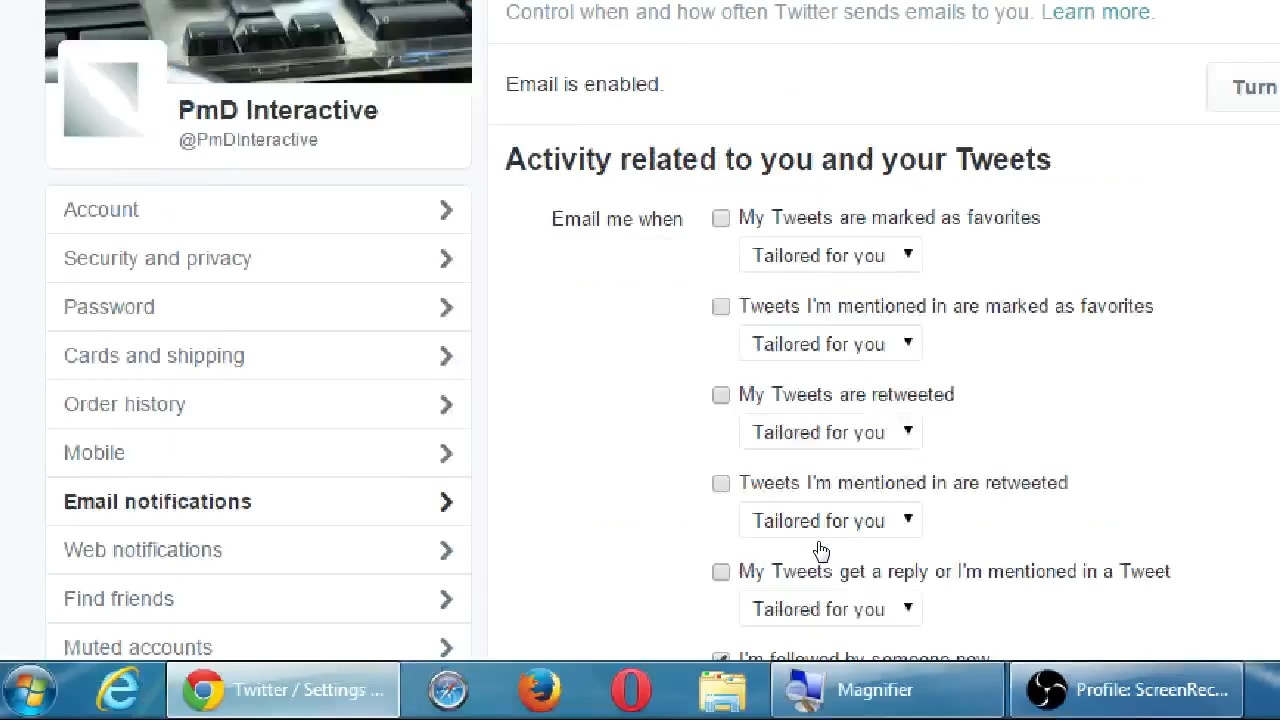 Control when and how often Twitter sends emails to you. Learn more.
Email is enabled.
Turn
PmD Interactive
@PmDInteractive
Account
Security and privacy
Password
Cards and shipping
Order history
Mobile
Email notifications
Web notifications
Find friends
Muted accounts
Activity related to you and your Tweets
Email me when
My Tweets are marked as favorites
Tailored for you
Tweets I'm mentioned in are marked as favorites
Tailored for you
My Tweets are retweeted
Tailored for you
Tweets I'm mentioned in are retweeted
Tailored for you
My Tweets get a reply or I'm mentioned in a Tweet
Tailored for you
I'm followed by someone new
Twitter / Settings ...
Magnifier
Profile: ScreenRec...